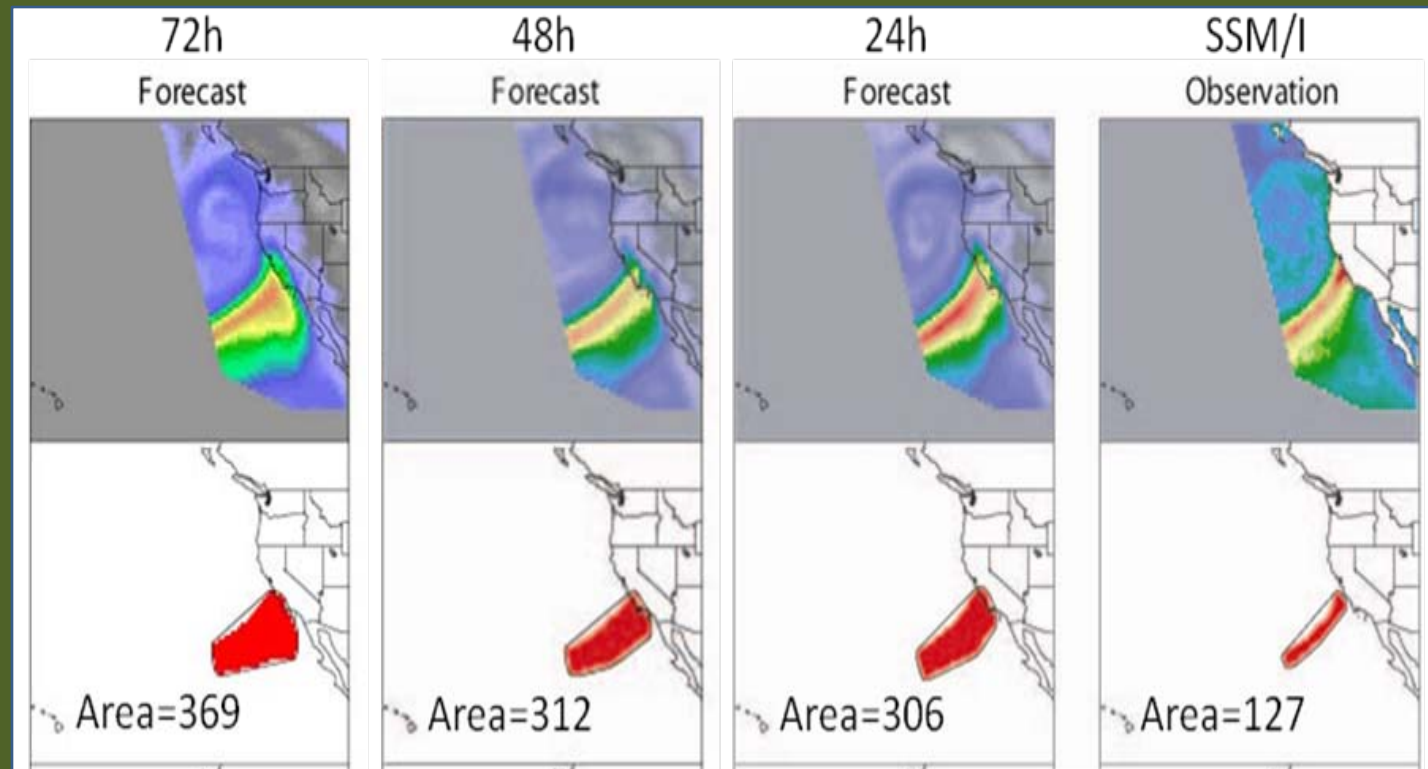 72h
48h
24h
SSM/I
Forecast
Forecast
Forecast
Observation
Area=369
Area=312
Area=306
Area=127